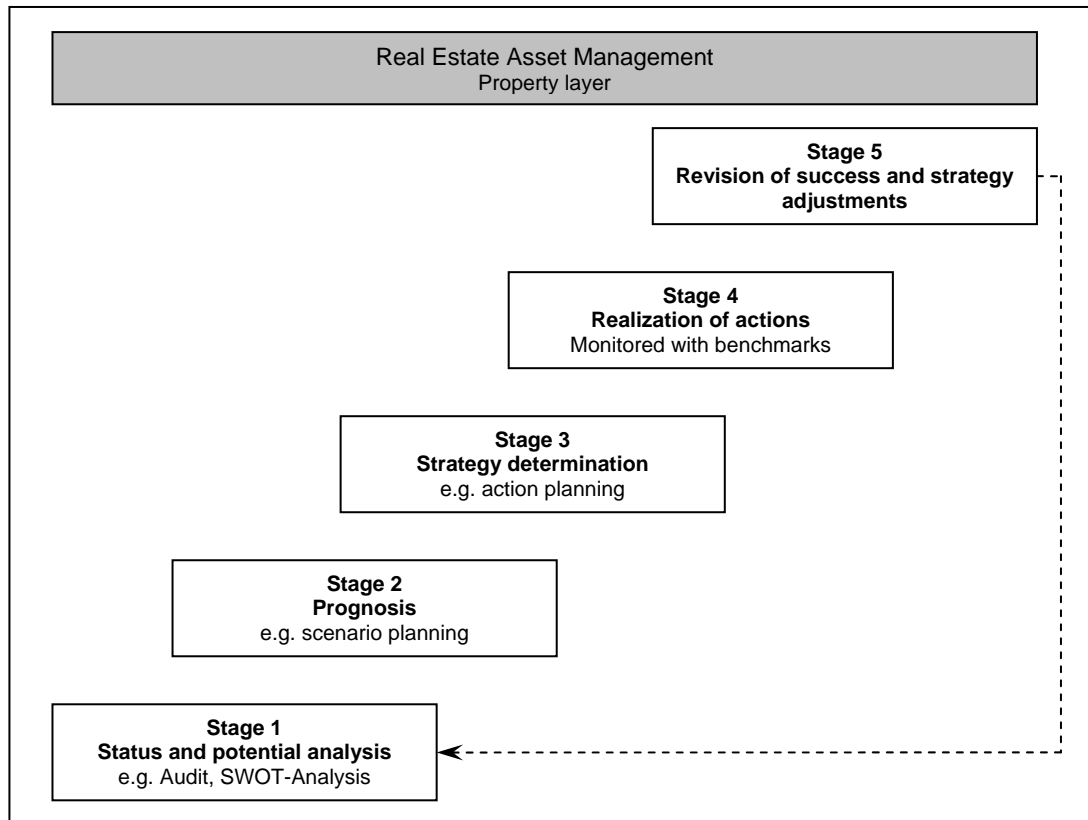 Real Estate Asset Management
Property layer
Stage 5
Revision of success and strategy
adjustments
Stage 4
Realization of actions
Monitored with benchmarks
Stage 3
Strategy determination
e.g. action planning
Stage 2
Prognosis
e.g. scenario planning
Stage 1
Status and potential analysis
e.g. Audit, SWOT-Analysis